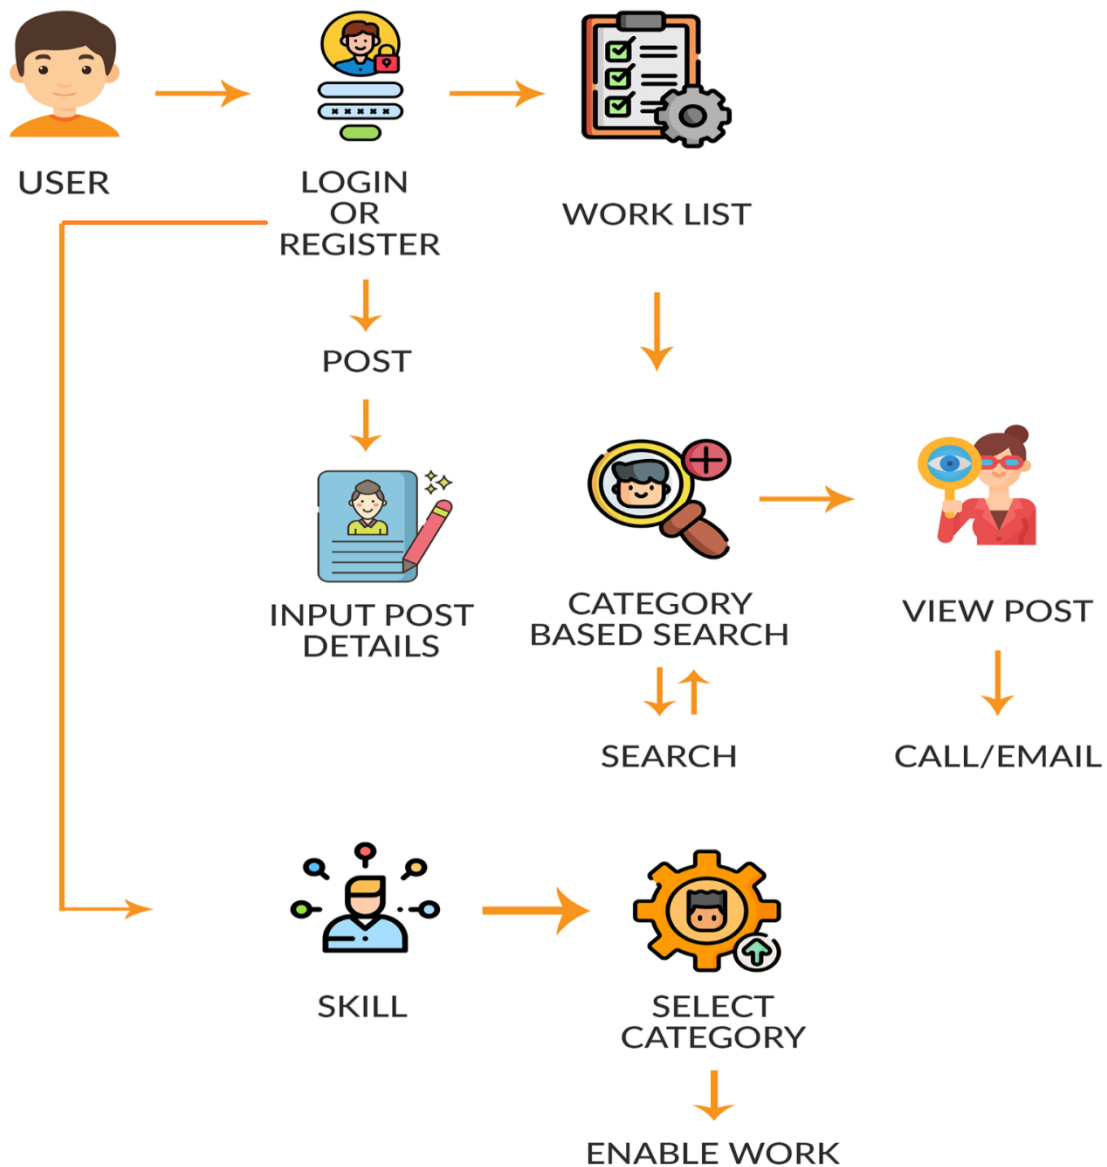 USER
LOGIN
OR
REGISTER
WORK LIST
POST
INPUT POST
DETAILS
CATEGORY
BASED SEARCH
VIEW POST
SEARCH
CALL/EMAIL
SKILL
SELECT
CATEGORY
ENABLE WORK